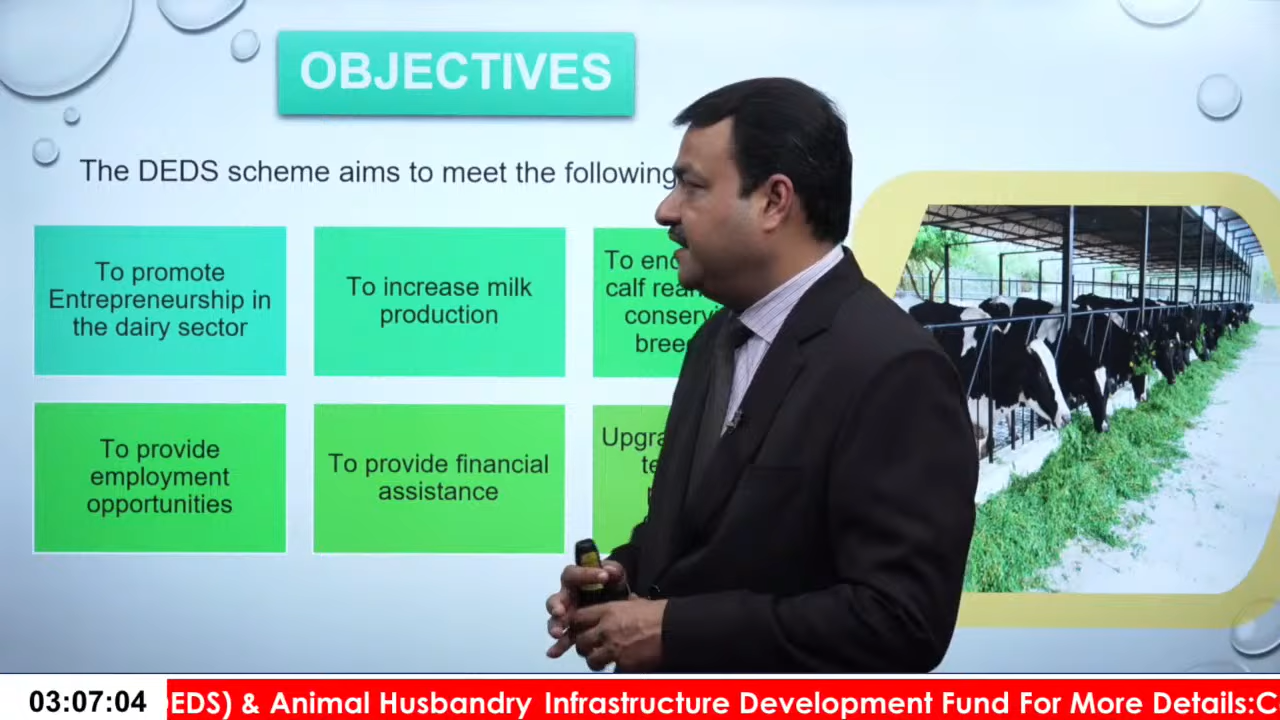 OBJECTIVES
The DEDS scheme aims to meet the following
To promote
Entrepreneurship in
the dairy sector
To increase milk
production
To
calf
To provide
employment
opportunities
To provide financial
assistance
03:07:04
EDS) & Animal Husbandry Infrastructure Development Fund For More Details:C